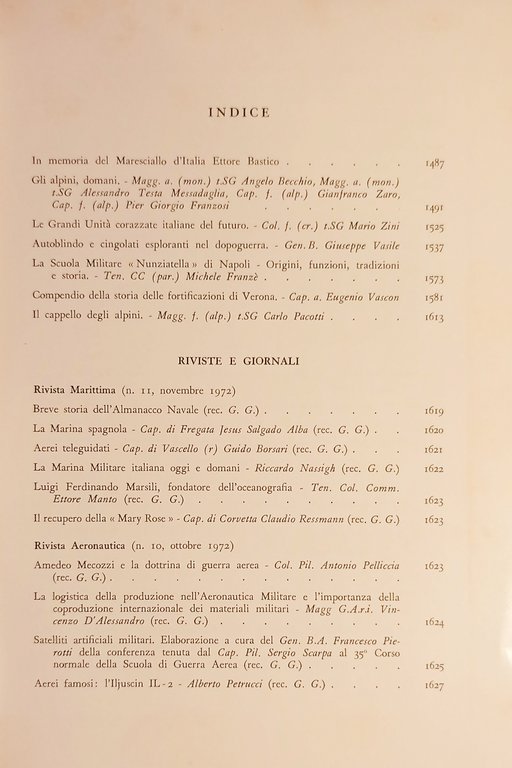 INDICE
In memoria del Maresciallo d'Italia Ettore Bastico . . . . . . 1487
Gli alpini, domani. - Magg. a. (mon.) t.SG Angelo Becchio, Magg. a. (mon.)
t.SG Alessandro Testa Messadaglia, Cap. f. (alp.) Gianfranco Zaro,
Cap. f. (alp.) Pier Giorgio Franzosi . . . . . . . 1491
Le Grandi Unità corazzate italiane del futuro. - Col. f. (cr.) t.SG Mario Zini 1525
Autoblindo e cingolati esploranti nel dopoguerra. - Gen. B. Giuseppe Vasile 1537
La Scuola Militare « Nunziatella » di Napoli - Origini, funzioni, tradizioni
e storia. - Ten. CC (par.) Michele Franzè . . . . . . 1573
Compendio della storia delle fortificazioni di Verona. - Cap. a. Eugenio Vascon 1581
Il cappello degli alpini. - Magg. f. (alp.) t.SG Carlo Pacotti . . . . 1613
RIVISTE E GIORNALI
Rivista Marittima (n. 11, novembre 1972)
Breve storia dell'Almanacco Navale (rec. G. G.) . . . . . . . 1619
La Marina spagnola - Cap. di Fregata Jesus Salgado Alba (rec. G. G.) . . 1620
Aerei teleguidati - Cap. di Vascello (r) Guido Borsari (rec. G. G.) . . . 1621
La Marina Militare italiana oggi e domani - Riccardo Nassigh (rec. G. G.) 1622
Luigi Ferdinando Marsili, fondatore dell'oceanografia - Ten. Col. Comm.
Ettore Manto (rec. G. G.) . . . . . . . . . . 1623
Il recupero della « Mary Rose » - Cap. di Corvetta Claudio Ressmann (rec. G. G.) 1623
Rivista Aeronautica (n. 10, ottobre 1972)
Amedeo Mecozzi e la dottrina di guerra aerea - Col. Pil. Antonio Pelliccia 1623
(rec. G. G.) . . . . . . . . . . . . .
La logistica della produzione nell'Aeronautica Militare e l'importanza della
coproduzione internazionale dei materiali militari - Magg G.A.r.i. Vin-
cenzo D'Alessandro (rec. G. G.) . . . . . . . . . 1624
Satelliti artificiali militari. Elaborazione a cura del Gen. B.A. Francesco Pie-
rotti della conferenza tenuta dal Cap. Pil. Sergio Scarpa al 35° Corso
normale della Scuola di Guerra Aerea (rec. G. G.) . . . . . 1625
Aerei famosi: l'Iljuscin IL - 2 - Alberto Petrucci (rec. G. G.) . . . . 1627